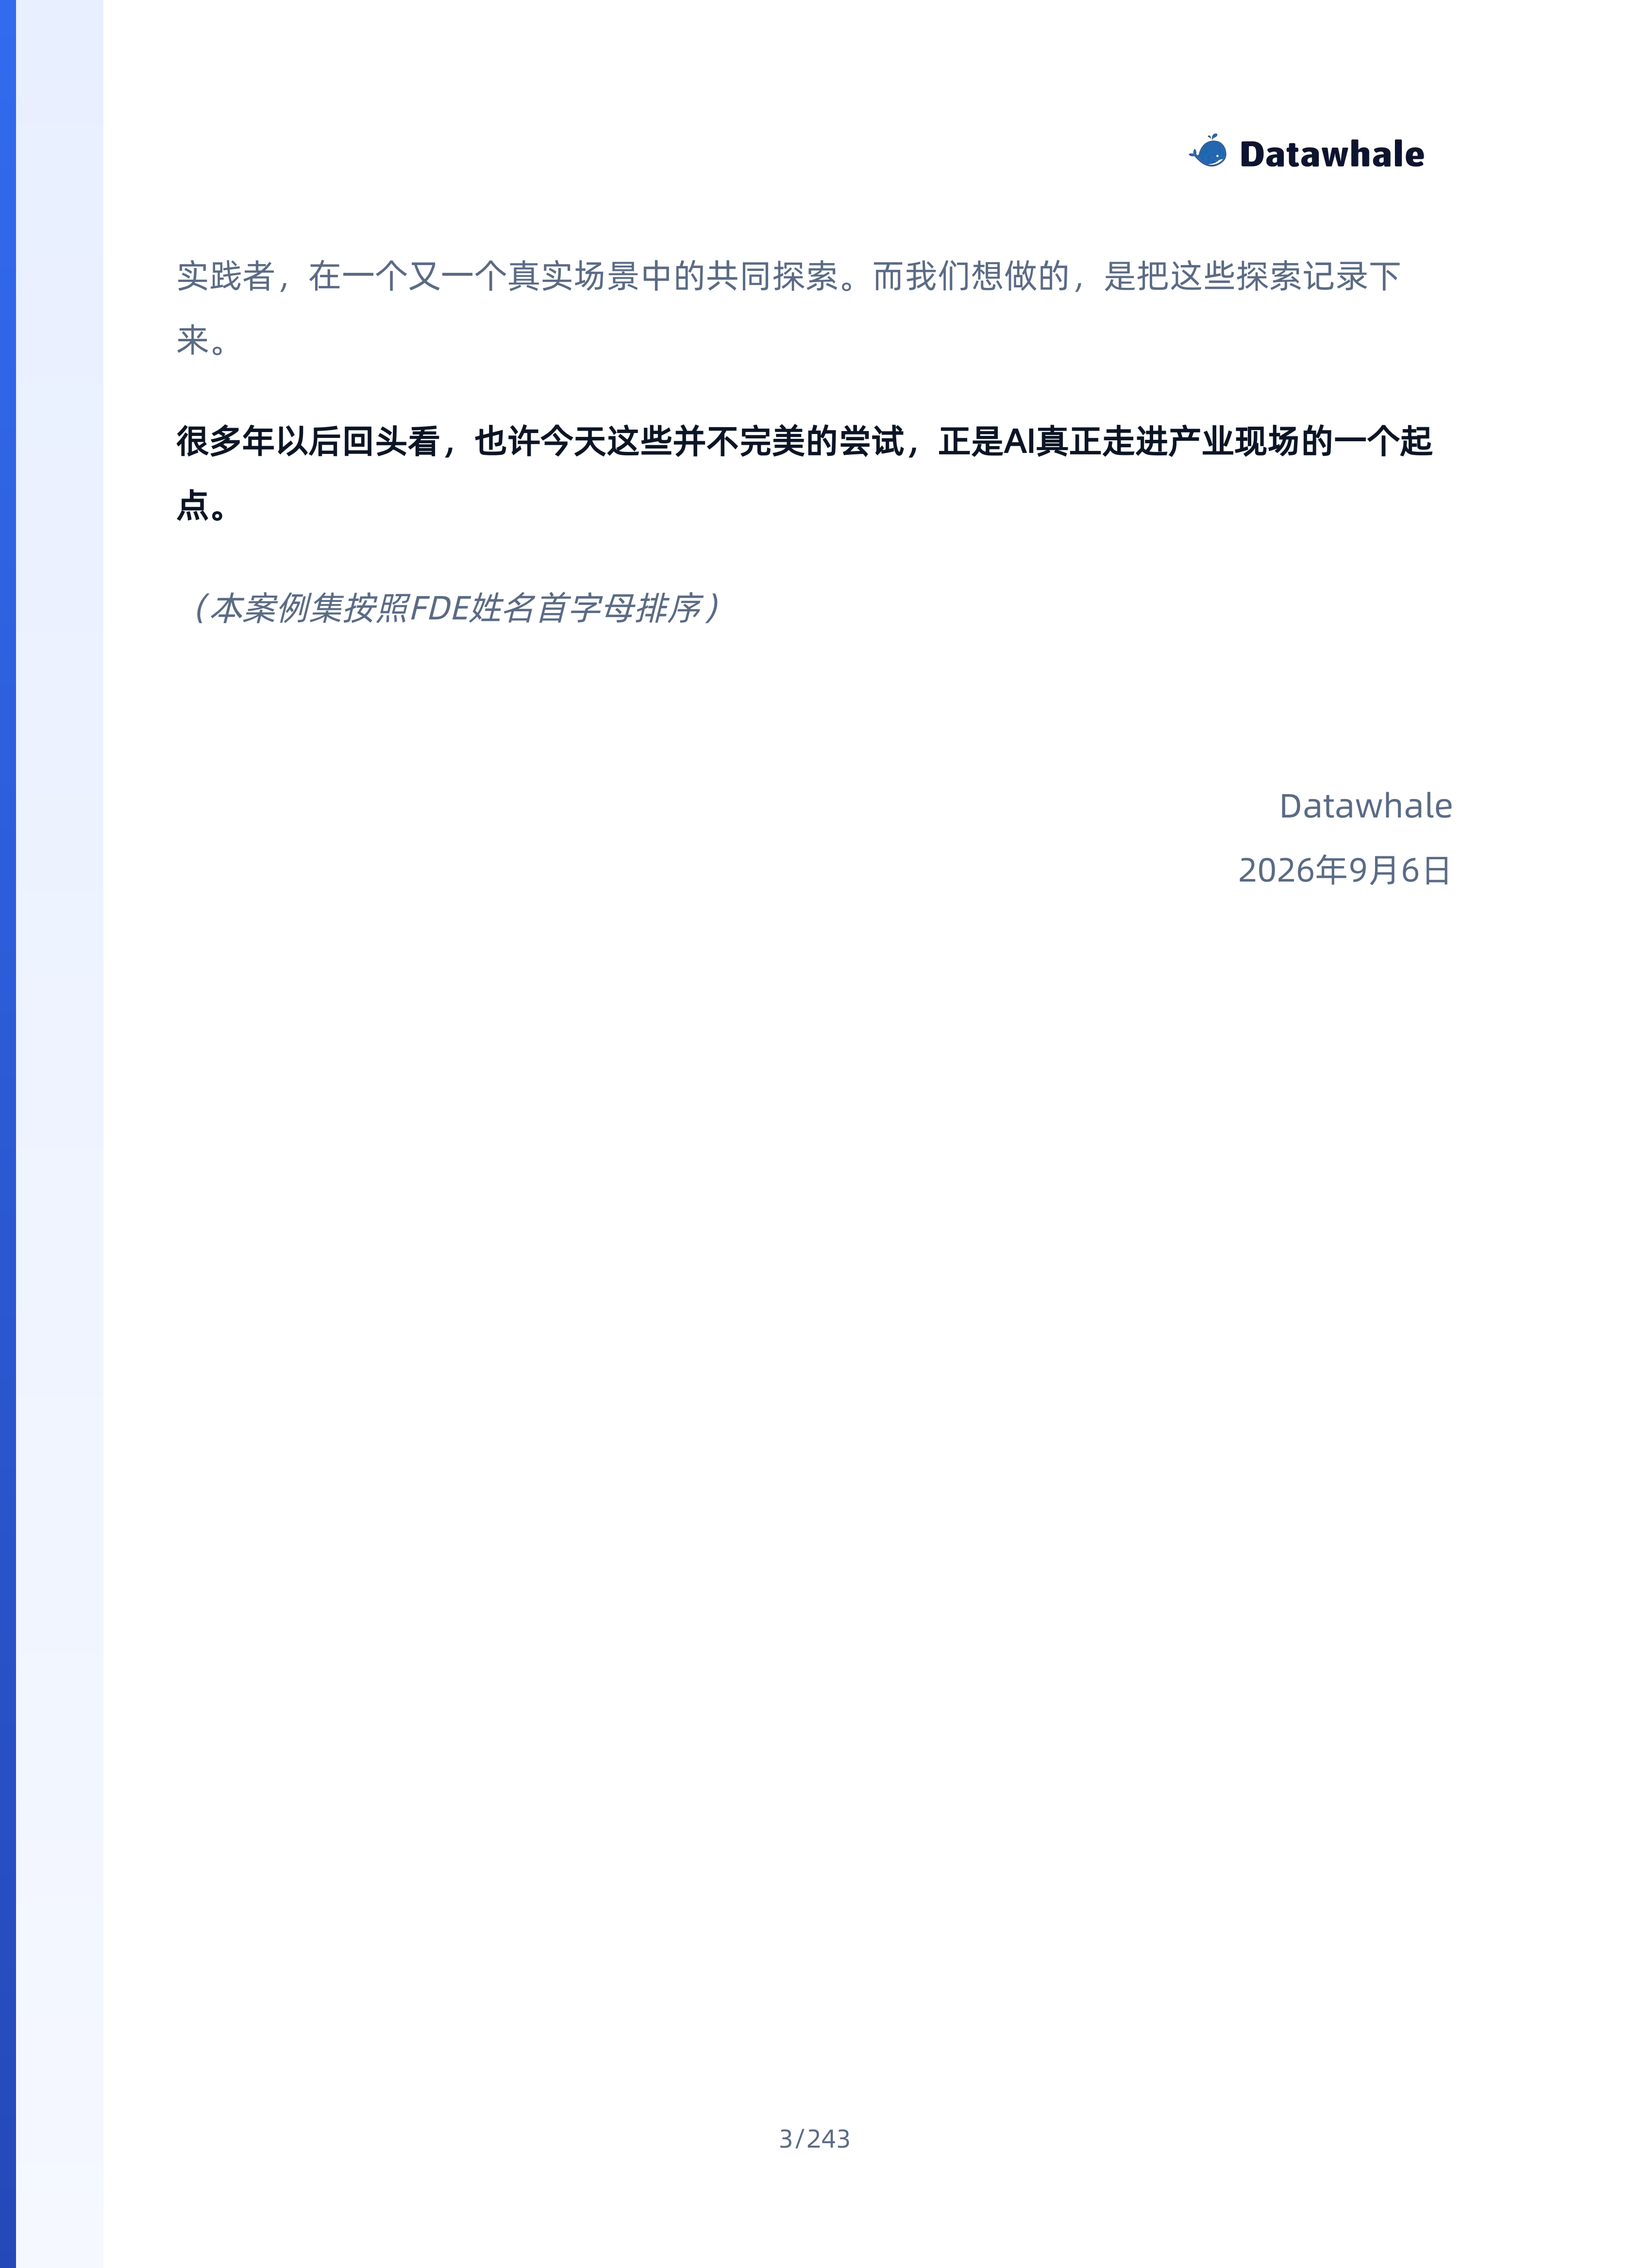 Datawhale
实践者，在一个又一个真实场景中的共同探索。而我们想做的，是把这些探索记录下
来。
很多年以后回头看，也许今天这些并不完美的尝试，正是AI真正走进产业现场的一个起
点。
（本案例集按照FDE姓名首字母排序）
Datawhale
2026年9月6日
3/243